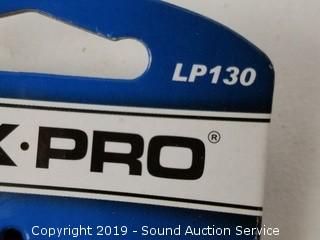 LP130
K·PRO®
Copyright 2019 - Sound Auction Service